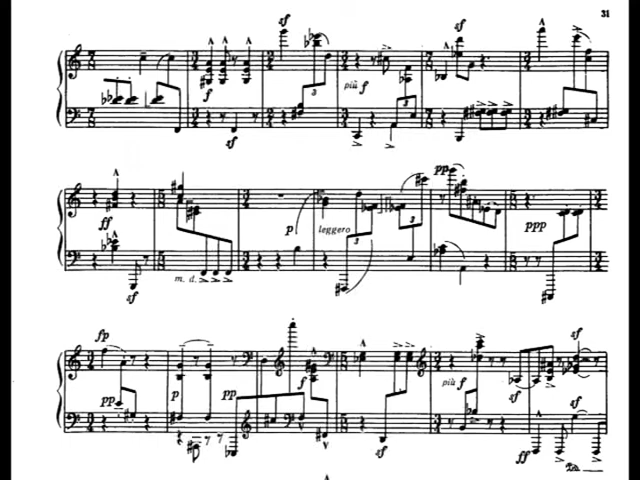 31
sf sf
f più f
sf
ff p leggero pp ppp
sf m. d.
fp sf
pp p pp f più f sf
sf ff sf